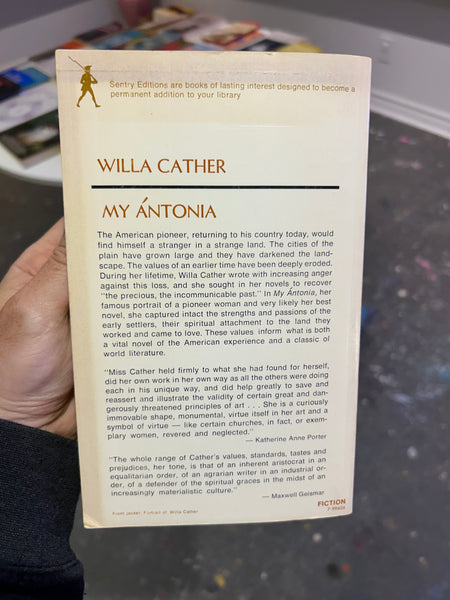 Sentry Editions are books of lasting interest designed to become a
permanent addition to your library
WILLA CATHER
MY ÁNTONIA
The American pioneer, returning to his country today, would
find himself a stranger in a strange land. The cities of the
plain have grown large and they have darkened the land-
scape. The values of an earlier time have been deeply eroded.
During her lifetime, Willa Cather wrote with increasing anger
against this loss, and she sought in her novels to recover
"the precious, the incommunicable past." In My Ántonia, her
famous portrait of a pioneer woman and very likely her best
novel, she captured intact the strengths and passions of the
early settlers, their spiritual attachment to the land they
worked and came to love. These values inform what is both
a vital novel of the American experience and a classic of
world literature.
"Miss Cather held firmly to what she had found for herself,
did her own work in her own way as all the others were doing
each in his unique way, and did help greatly to save and
reassert and illustrate the validity of certain great and dan-
gerously threatened principles of art . . . She is a curiously
immovable shape, monumental, virtue itself in her art and a
symbol of virtue — like certain churches, in fact, or exem-
plary women, revered and neglected."
— Katherine Anne Porter
"The whole range of Cather's values, standards, tastes and
prejudices, her tone, is that of an inherent aristocrat in an
equalitarian order, of an agrarian writer in an industrial or-
der, of a defender of the spiritual graces in the midst of an
increasingly materialistic culture."
— Maxwell Geismar
Front jacket: Portrait of Willa Cather
FICTION